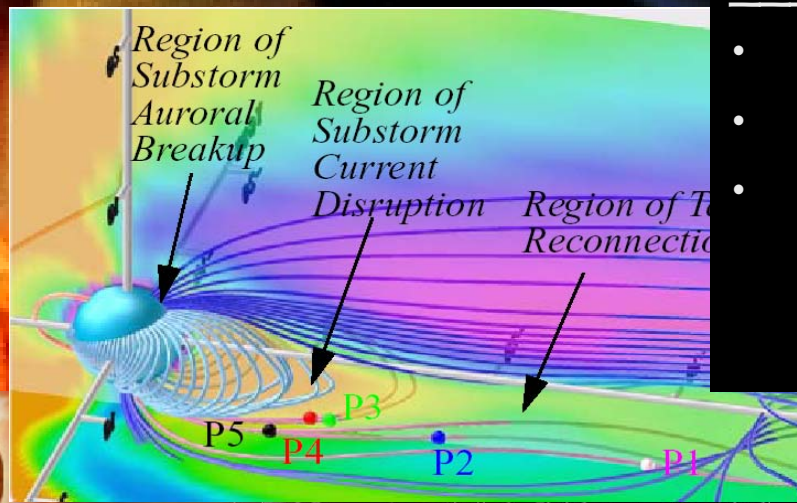 Region of
Substorm
Auroral
Breakup
Region of
Substorm
Current
Disruption
Region of
P3
P5
P4
P2
P1